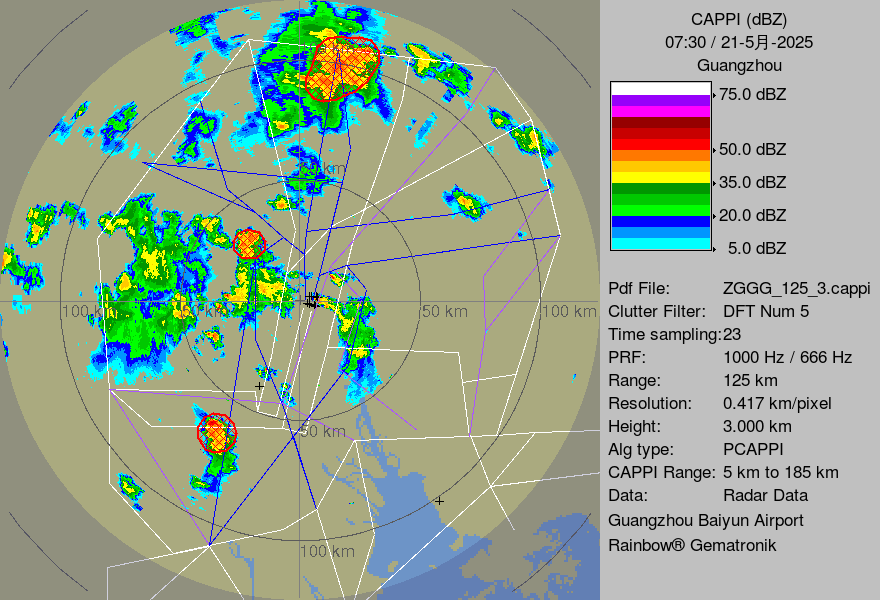 CAPPI (dBZ)
07:30 / 21-5月-2025
Guangzhou
75.0 dBZ
50.0 dBZ
35.0 dBZ
20.0 dBZ
5.0 dBZ
Pdf File: ZGGG_125_3.cappi
Clutter Filter: DFT Num 5
Time sampling:23
PRF: 1000 Hz / 666 Hz
Range: 125 km
Resolution: 0.417 km/pixel
Height: 3.000 km
Alg type: PCAPPI
CAPPI Range: 5 km to 185 km
Data: Radar Data
Guangzhou Baiyun Airport
Rainbow® Gematronik
km
100 km
50 km
50 km
100 km
50 km
100 km